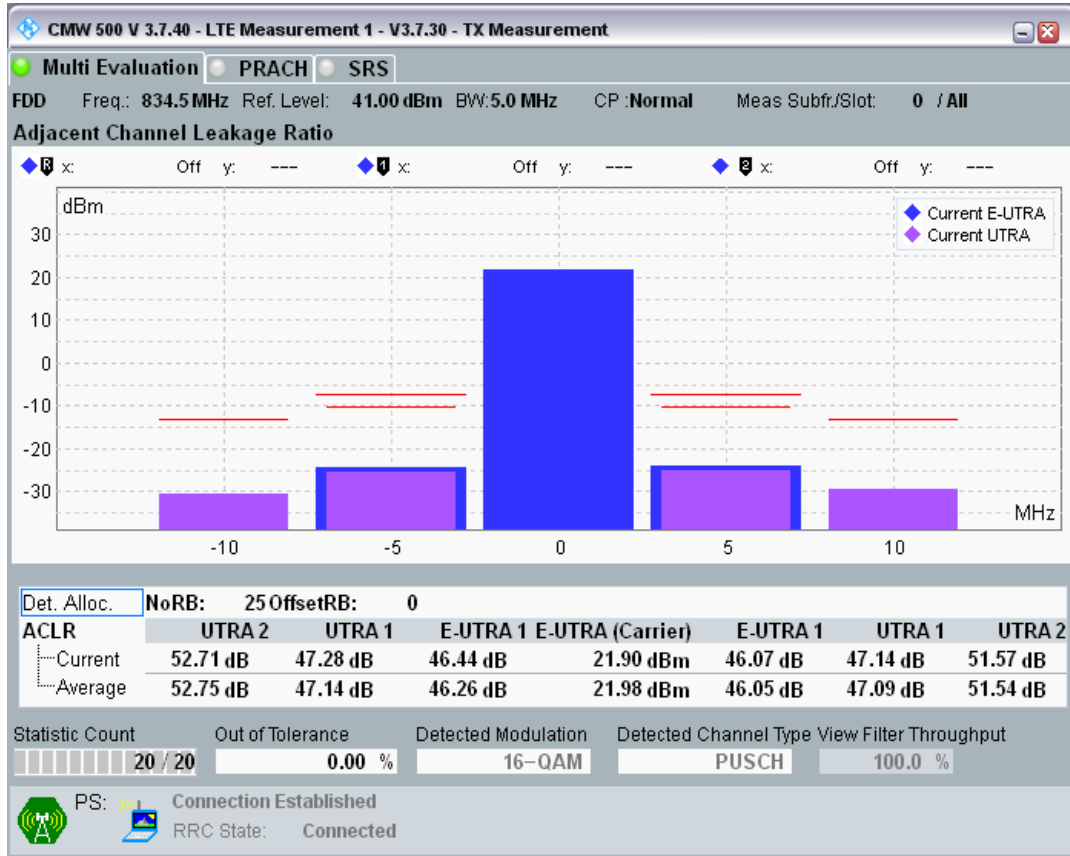 CMW 500 V 3.7.40 - LTE Measurement 1 - V3.7.30 - TX Measurement
Multi Evaluation PRACH SRS
FDD Freq.: 834.5 MHz Ref. Level: 41.00 dBm BW: 5.0 MHz CP :Normal Meas Subfr./Slot: 0 / All
Adjacent Channel Leakage Ratio
R x: Off y: --- 1 x: Off y: --- 2 x: Off y: ---
dBm
Current E-UTRA
Current UTRA
30
20
10
0
-10
-20
-30
MHz
-10 -5 0 5 10
Det. Alloc. NoRB: 25 OffsetRB: 0
ACLR UTRA 2 UTRA 1 E-UTRA 1 E-UTRA (Carrier) E-UTRA 1 UTRA 1 UTRA 2
Current 52.71 dB 47.28 dB 46.44 dB 21.90 dBm 46.07 dB 47.14 dB 51.57 dB
Average 52.75 dB 47.14 dB 46.26 dB 21.98 dBm 46.05 dB 47.09 dB 51.54 dB
Statistic Count Out of Tolerance Detected Modulation Detected Channel Type View Filter Throughput
20 / 20 0.00 % 16-QAM PUSCH 100.0 %
PS: Connection Established
RRC State: Connected